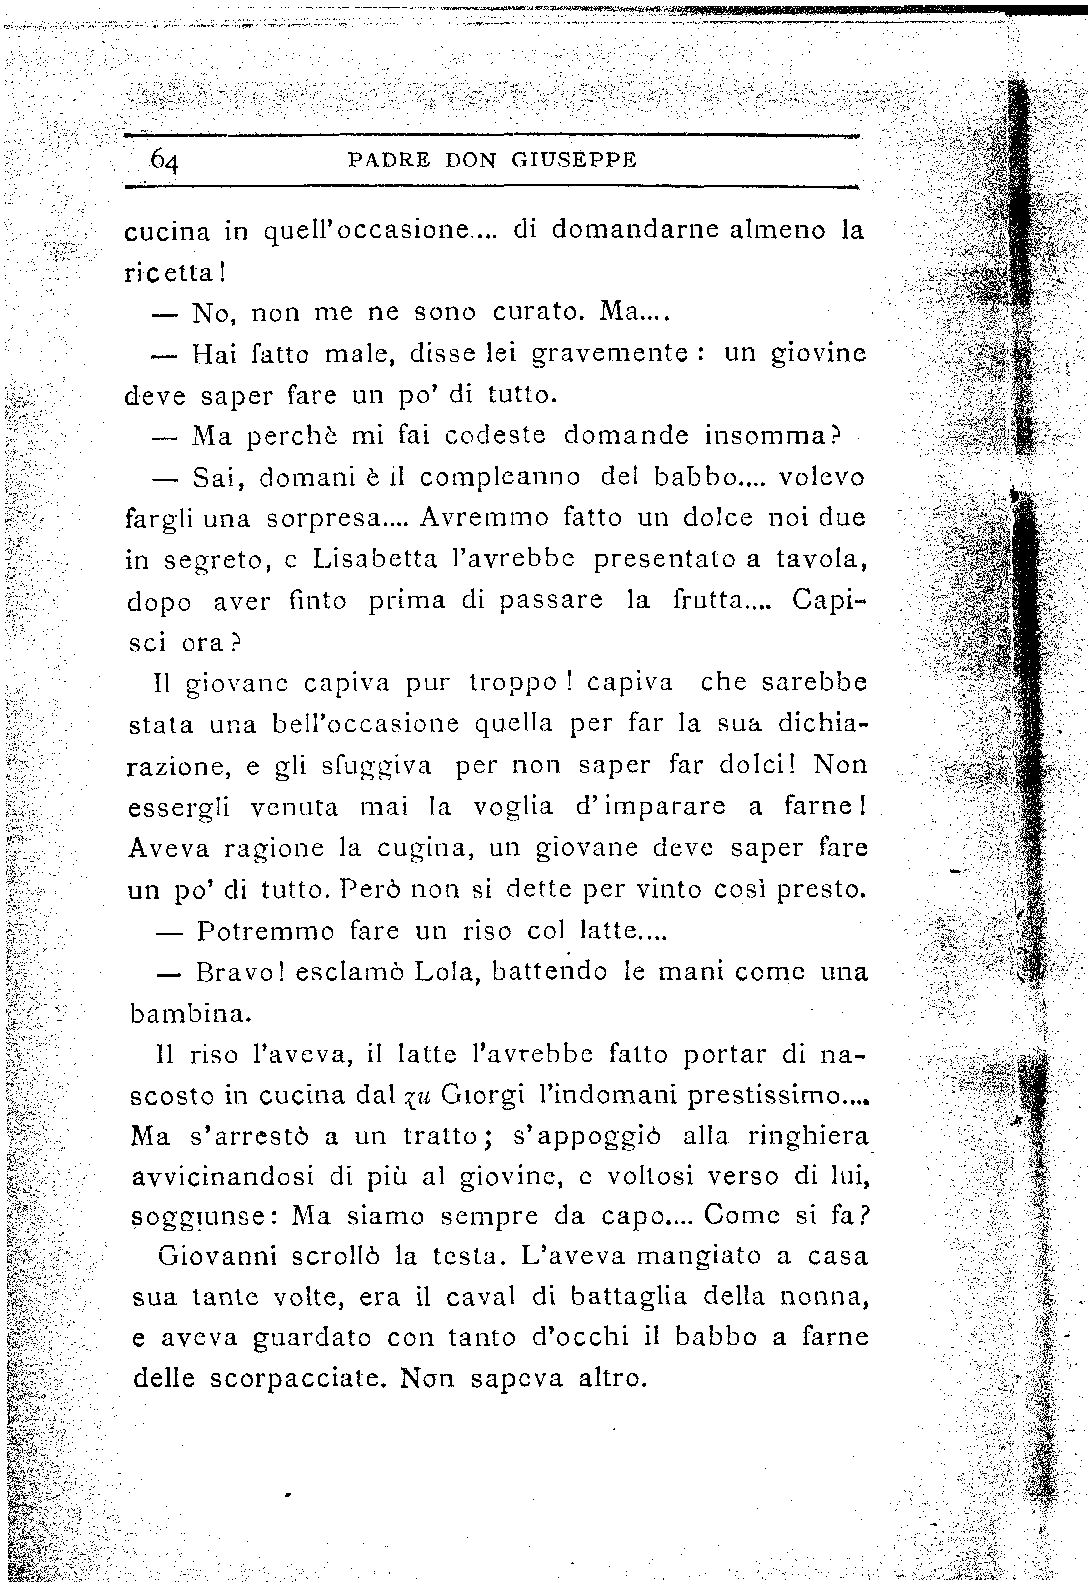 64 PADRE DON GIUSEPPE
cucina in quell'occasione.... di domandarne almeno la
ricetta!
— No, non me ne sono curato. Ma....
— Hai fatto male, disse lei gravemente: un giovine
deve saper fare un po' di tutto.
— Ma perchè mi fai codeste domande insomma?
— Sai, domani è il compleanno del babbo.... volevo
fargli una sorpresa.... Avremmo fatto un dolce noi due
in segreto, e Lisabetta l'avrebbe presentato a tavola,
dopo aver finto prima di passare la frutta.... Capi-
sci ora?
Il giovane capiva pur troppo! capiva che sarebbe
stata una bell'occasione quella per far la sua dichia-
razione, e gli sfuggiva per non saper far dolci! Non
essergli venuta mai la voglia d'imparare a farne!
Aveva ragione la cugina, un giovane deve saper fare
un po' di tutto. Però non si dette per vinto così presto.
— Potremmo fare un riso col latte....
— Bravo! esclamò Lola, battendo le mani come una
bambina.
Il riso l'aveva, il latte l'avrebbe fatto portar di na-
scosto in cucina dal zu Giorgi l'indomani prestissimo....
Ma s'arrestò a un tratto; s'appoggiò alla ringhiera
avvicinandosi di più al giovine, e voltosi verso di lui,
soggiunse: Ma siamo sempre da capo.... Come si fa?
Giovanni scrollò la testa. L'aveva mangiato a casa
sua tante volte, era il caval di battaglia della nonna,
e aveva guardato con tanto d'occhi il babbo a farne
delle scorpacciate. Non sapeva altro.